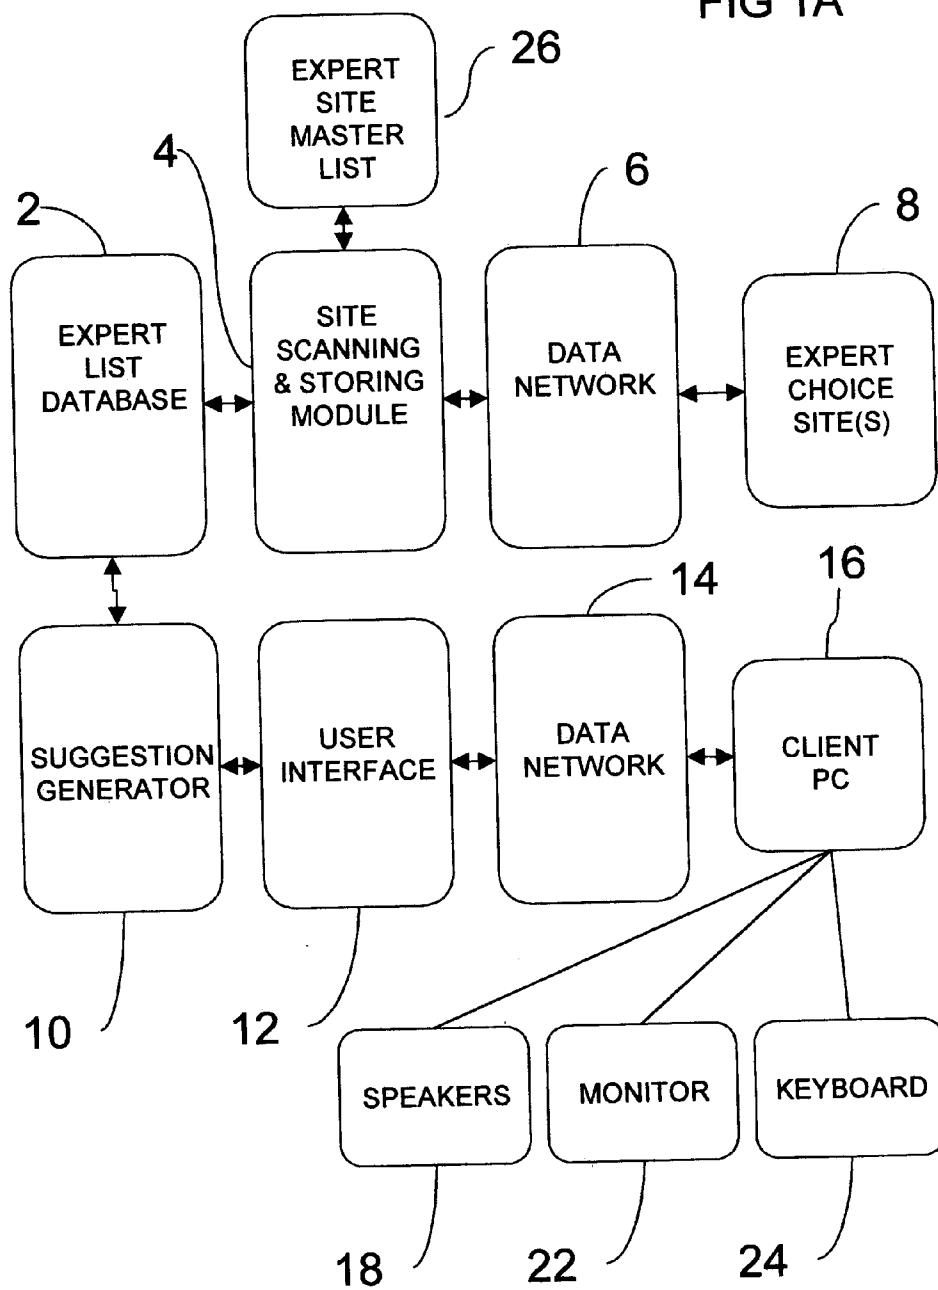 FIG 1A
26
EXPERT
SITE
MASTER
LIST
4
6
2
8
EXPERT
LIST
DATABASE
SITE
SCANNING
& STORING
MODULE
DATA
NETWORK
EXPERT
CHOICE
SITE(S)
14
16
SUGGESTION
GENERATOR
USER
INTERFACE
DATA
NETWORK
CLIENT
PC
10
12
SPEAKERS
MONITOR
KEYBOARD
18
22
24